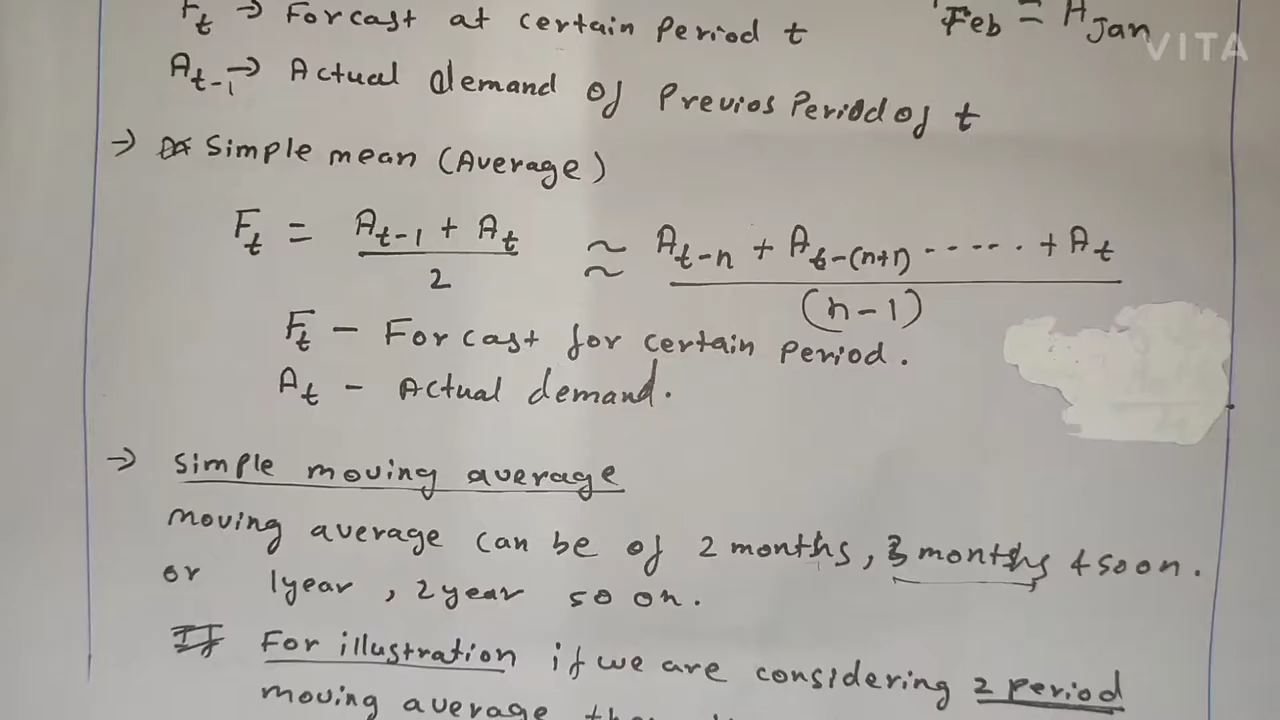 Ft → Forcast at certain Period t
Feb = AJan
VITA
At-1 → Actual demand of Previos Period of t
→ Simple mean (Average)
Ft = (At-1 + At) / 2 ≈ (At-n + At-(n+1) ------ + At) / (n-1)
Ft - Forcast for certain period.
At - Actual demand.
→ Simple moving average
moving average can be of 2 months, 3 months & soon.
or 1year, 2year so on.
If For illustration if we are considering 2 period
moving average